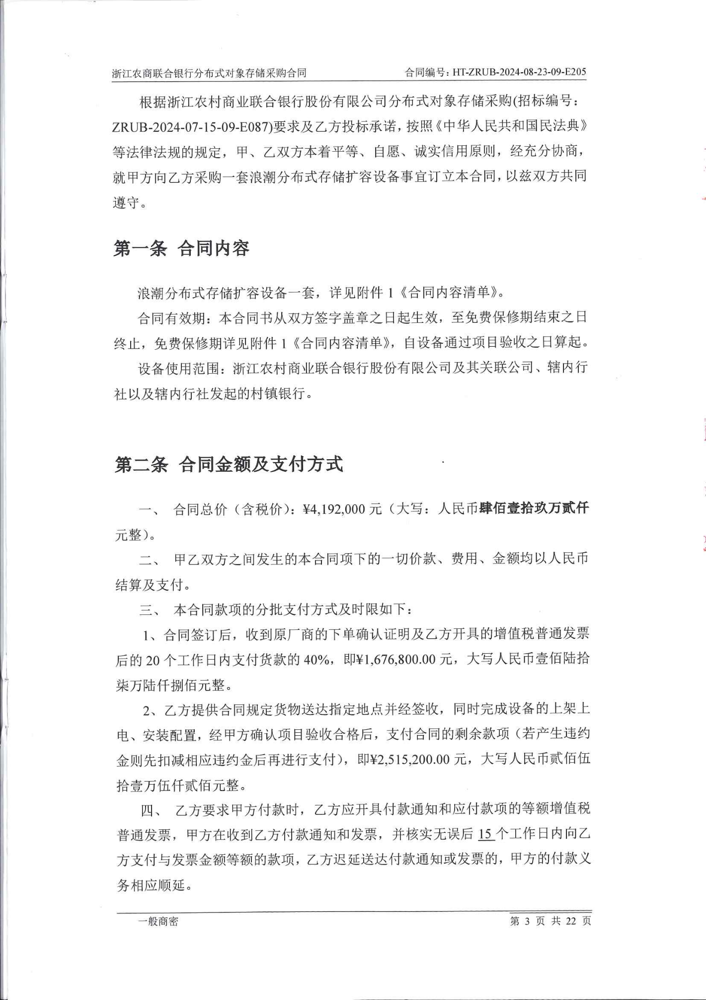 浙江农商联合银行分布式对象存储采购合同 合同编号：HT-ZRUB-2024-08-23-09-E205
根据浙江农村商业联合银行股份有限公司分布式对象存储采购(招标编号：
ZRUB-2024-07-15-09-E087)要求及乙方投标承诺，按照《中华人民共和国民法典》
等法律法规的规定，甲、乙双方本着平等、自愿、诚实信用原则，经充分协商，
就甲方向乙方采购一套浪潮分布式存储扩容设备事宜订立本合同，以兹双方共同
遵守。
第一条 合同内容
浪潮分布式存储扩容设备一套，详见附件 1《合同内容清单》。
合同有效期：本合同书从双方签字盖章之日起生效，至免费保修期结束之日
终止，免费保修期详见附件 1《合同内容清单》，自设备通过项目验收之日算起。
设备使用范围：浙江农村商业联合银行股份有限公司及其关联公司、辖内行
社以及辖内行社发起的村镇银行。
第二条 合同金额及支付方式
一、 合同总价（含税价）：¥4,192,000 元（大写：人民币肆佰壹拾玖万贰仟
元整）。
二、 甲乙双方之间发生的本合同项下的一切价款、费用、金额均以人民币
结算及支付。
三、 本合同款项的分批支付方式及时限如下：
1、合同签订后，收到原厂商的下单确认证明及乙方开具的增值税普通发票
后的 20 个工作日内支付货款的 40%，即¥1,676,800.00 元，大写人民币壹佰陆拾
柒万陆仟捌佰元整。
2、乙方提供合同规定货物送达指定地点并经签收，同时完成设备的上架上
电、安装配置，经甲方确认项目验收合格后，支付合同的剩余款项（若产生违约
金则先扣减相应违约金后再进行支付），即¥2,515,200.00 元，大写人民币贰佰伍
拾壹万伍仟贰佰元整。
四、 乙方要求甲方付款时，乙方应开具付款通知和应付款项的等额增值税
普通发票，甲方在收到乙方付款通知和发票，并核实无误后 15 个工作日内向乙
方支付与发票金额等额的款项，乙方迟延送达付款通知或发票的，甲方的付款义
务相应顺延。
一般商密 第 3 页 共 22 页